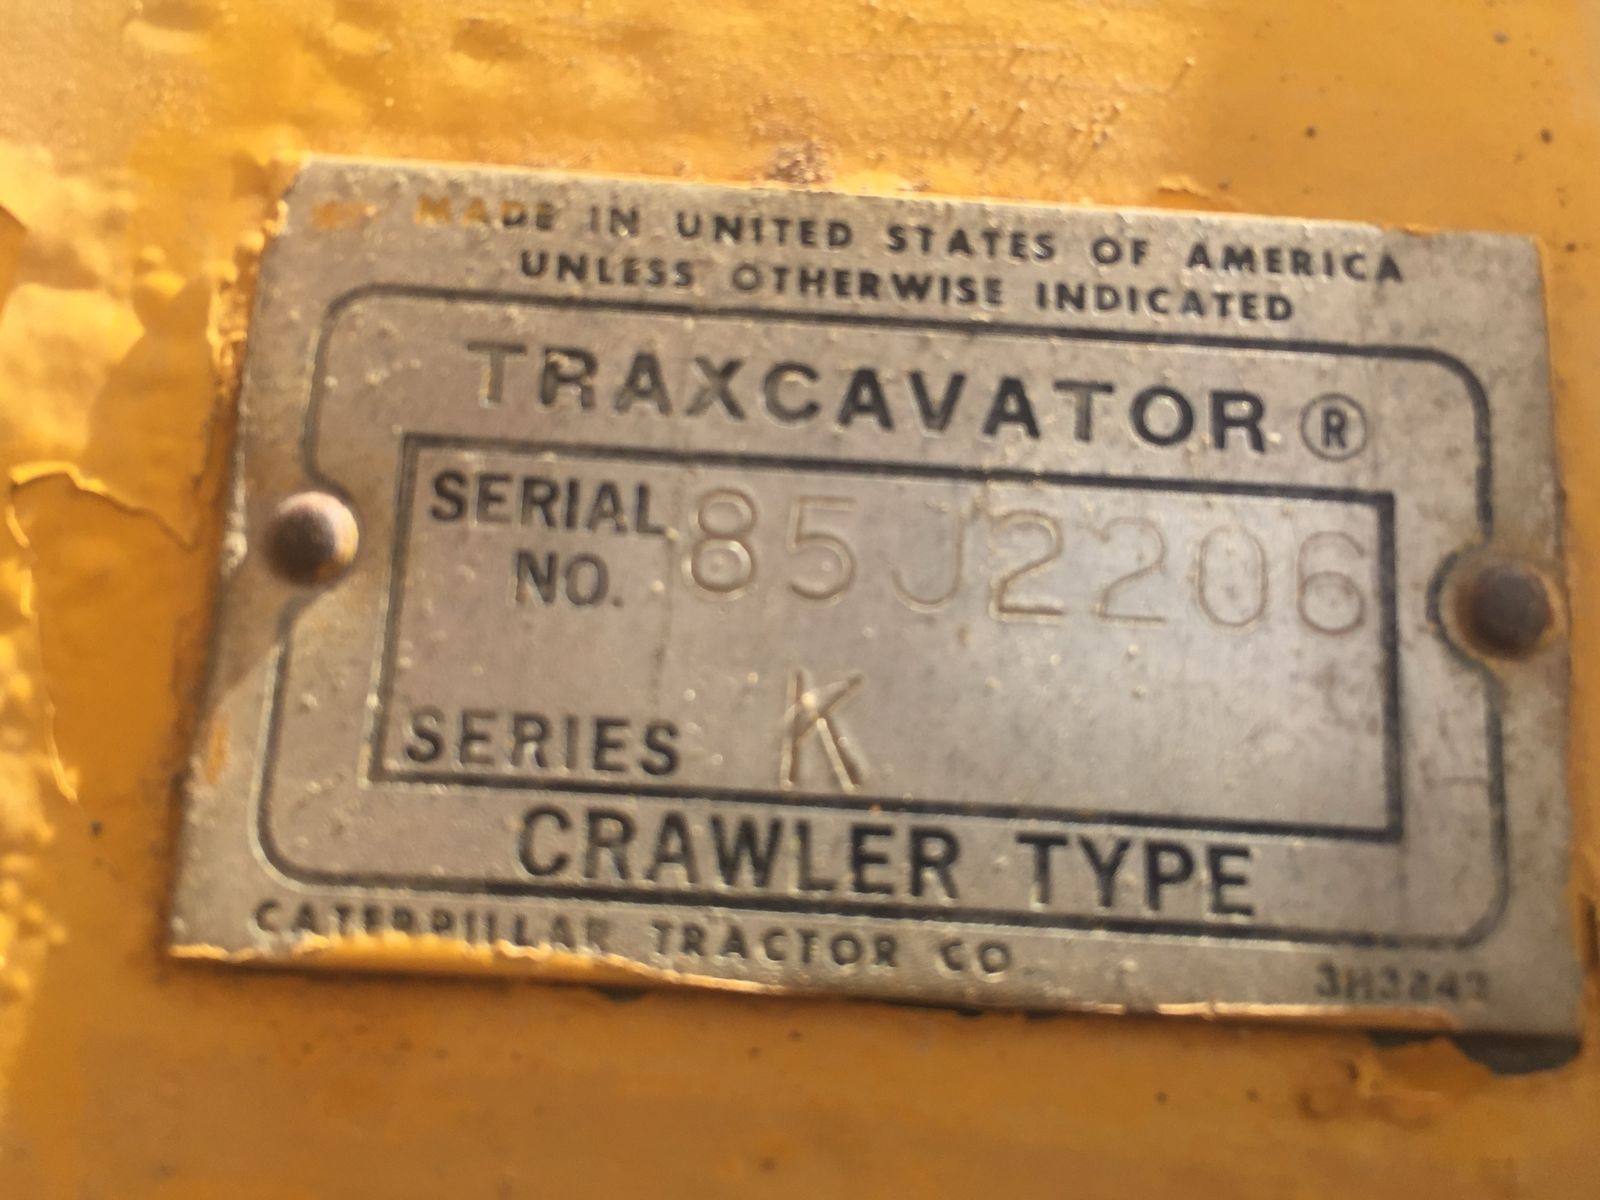 MADE IN UNITED STATES OF AMERICA
UNLESS OTHERWISE INDICATED
TRAXCAVATOR®
SERIAL NO. 85J2206
SERIES K
CRAWLER TYPE
CATERPILLAR TRACTOR CO.